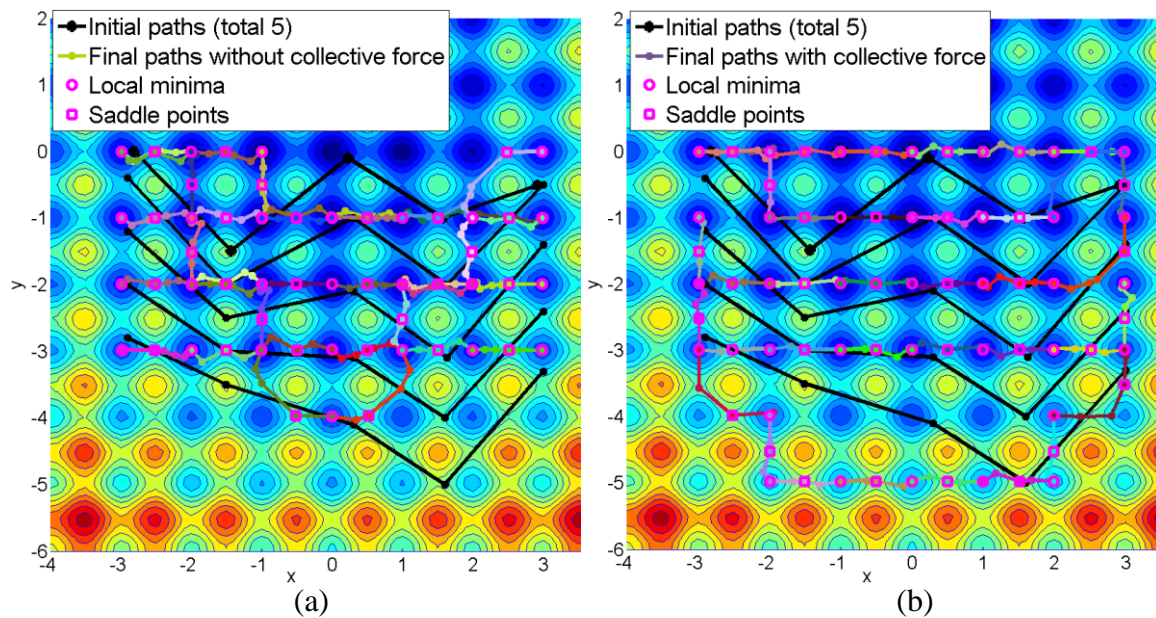 2
Initial paths (total 5)
Final paths without collective force
Local minima
Saddle points
1
0
-1
-2
-3
-4
-5
-6
y
-4 -3 -2 -1 0 1 2 3
x
(a)
2
Initial paths (total 5)
Final paths with collective force
Local minima
Saddle points
1
0
-1
-2
-3
-4
-5
-6
y
-4 -3 -2 -1 0 1 2 3
x
(b)